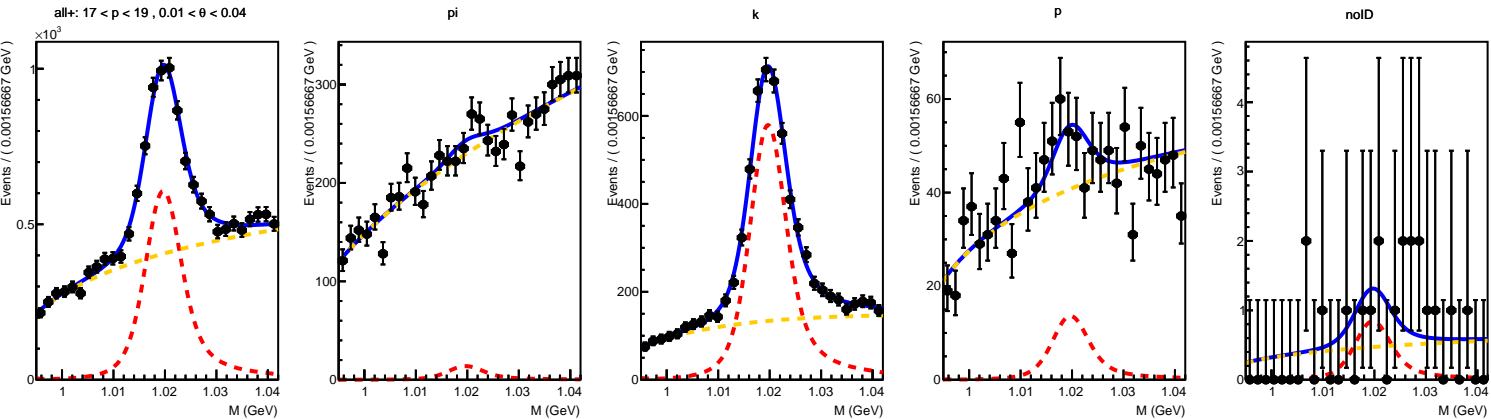 all+: 17 < p < 19 , 0.01 < θ < 0.04
×10³
Events / ( 0.00156667 GeV )
1
0.5
0
1 1.01 1.02 1.03 1.04
M (GeV)
pi
Events / ( 0.00156667 GeV )
300
200
100
0
1 1.01 1.02 1.03 1.04
M (GeV)
k
Events / ( 0.00156667 GeV )
600
400
200
0
1 1.01 1.02 1.03 1.04
M (GeV)
p
Events / ( 0.00156667 GeV )
60
40
20
0
1 1.01 1.02 1.03 1.04
M (GeV)
noID
Events / ( 0.00156667 GeV )
4
3
2
1
0
1 1.01 1.02 1.03 1.04
M (GeV)